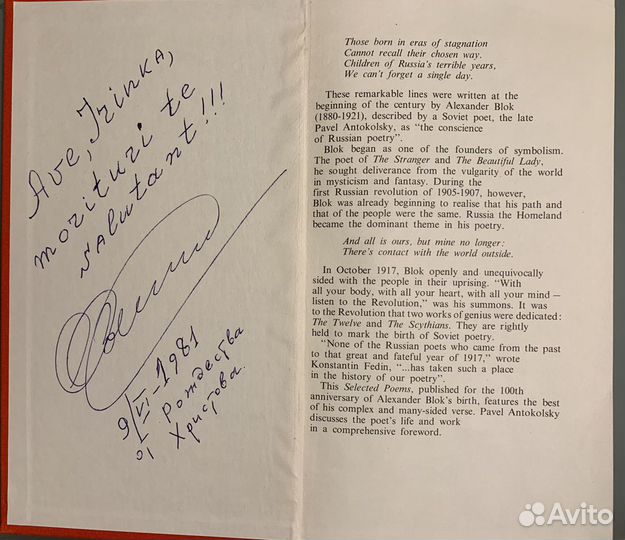 Ave, Irinka,
morituri te
salutant!!!
9/VI-1981
от рождества
Христова.
Those born in eras of stagnation
Cannot recall their chosen way.
Children of Russia's terrible years,
We can't forget a single day.
These remarkable lines were written at the
beginning of the century by Alexander Blok
(1880-1921), described by a Soviet poet, the late
Pavel Antokolsky, as "the conscience
of Russian poetry".
Blok began as one of the founders of symbolism.
The poet of The Stranger and The Beautiful Lady,
he sought deliverance from the vulgarity of the world
in mysticism and fantasy. During the
first Russian revolution of 1905-1907, however,
Blok was already beginning to realise that his path and
that of the people were the same. Russia the Homeland
became the dominant theme in his poetry.
And all is ours, but mine no longer:
There's contact with the world outside.
In October 1917, Blok openly and unequivocally
sided with the people in their uprising. "With
all your body, with all your heart, with all your mind —
listen to the Revolution," was his summons. It was
to the Revolution that two works of genius were dedicated:
The Twelve and The Scythians. They are rightly
held to mark the birth of Soviet poetry.
"None of the Russian poets who came from the past
to that great and fateful year of 1917," wrote
Konstantin Fedin, "...has taken such a place
in the history of our poetry".
This Selected Poems, published for the 100th
anniversary of Alexander Blok's birth, features the best
of his complex and many-sided verse. Pavel Antokolsky
discusses the poet's life and work
in a comprehensive foreword.
Avito